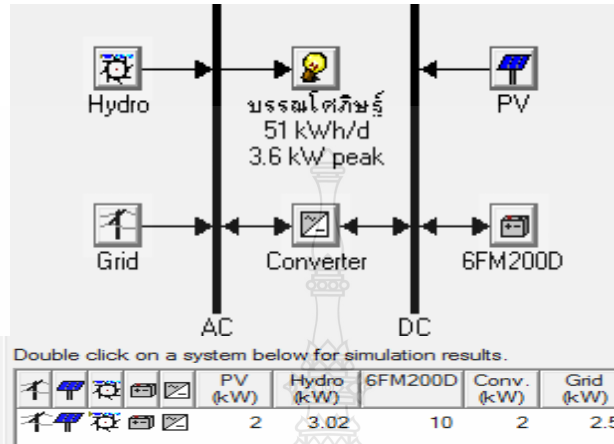 Hydro
บรรณโศภิษฐ์
51 kWh/d
3.6 kW peak
PV
Grid
Converter
6FM200D
AC
DC
Double click on a system below for simulation results.
PV (kW) Hydro (kW) 6FM200D Conv. (kW) Grid (kW)
2 3.02 10 2 2.5